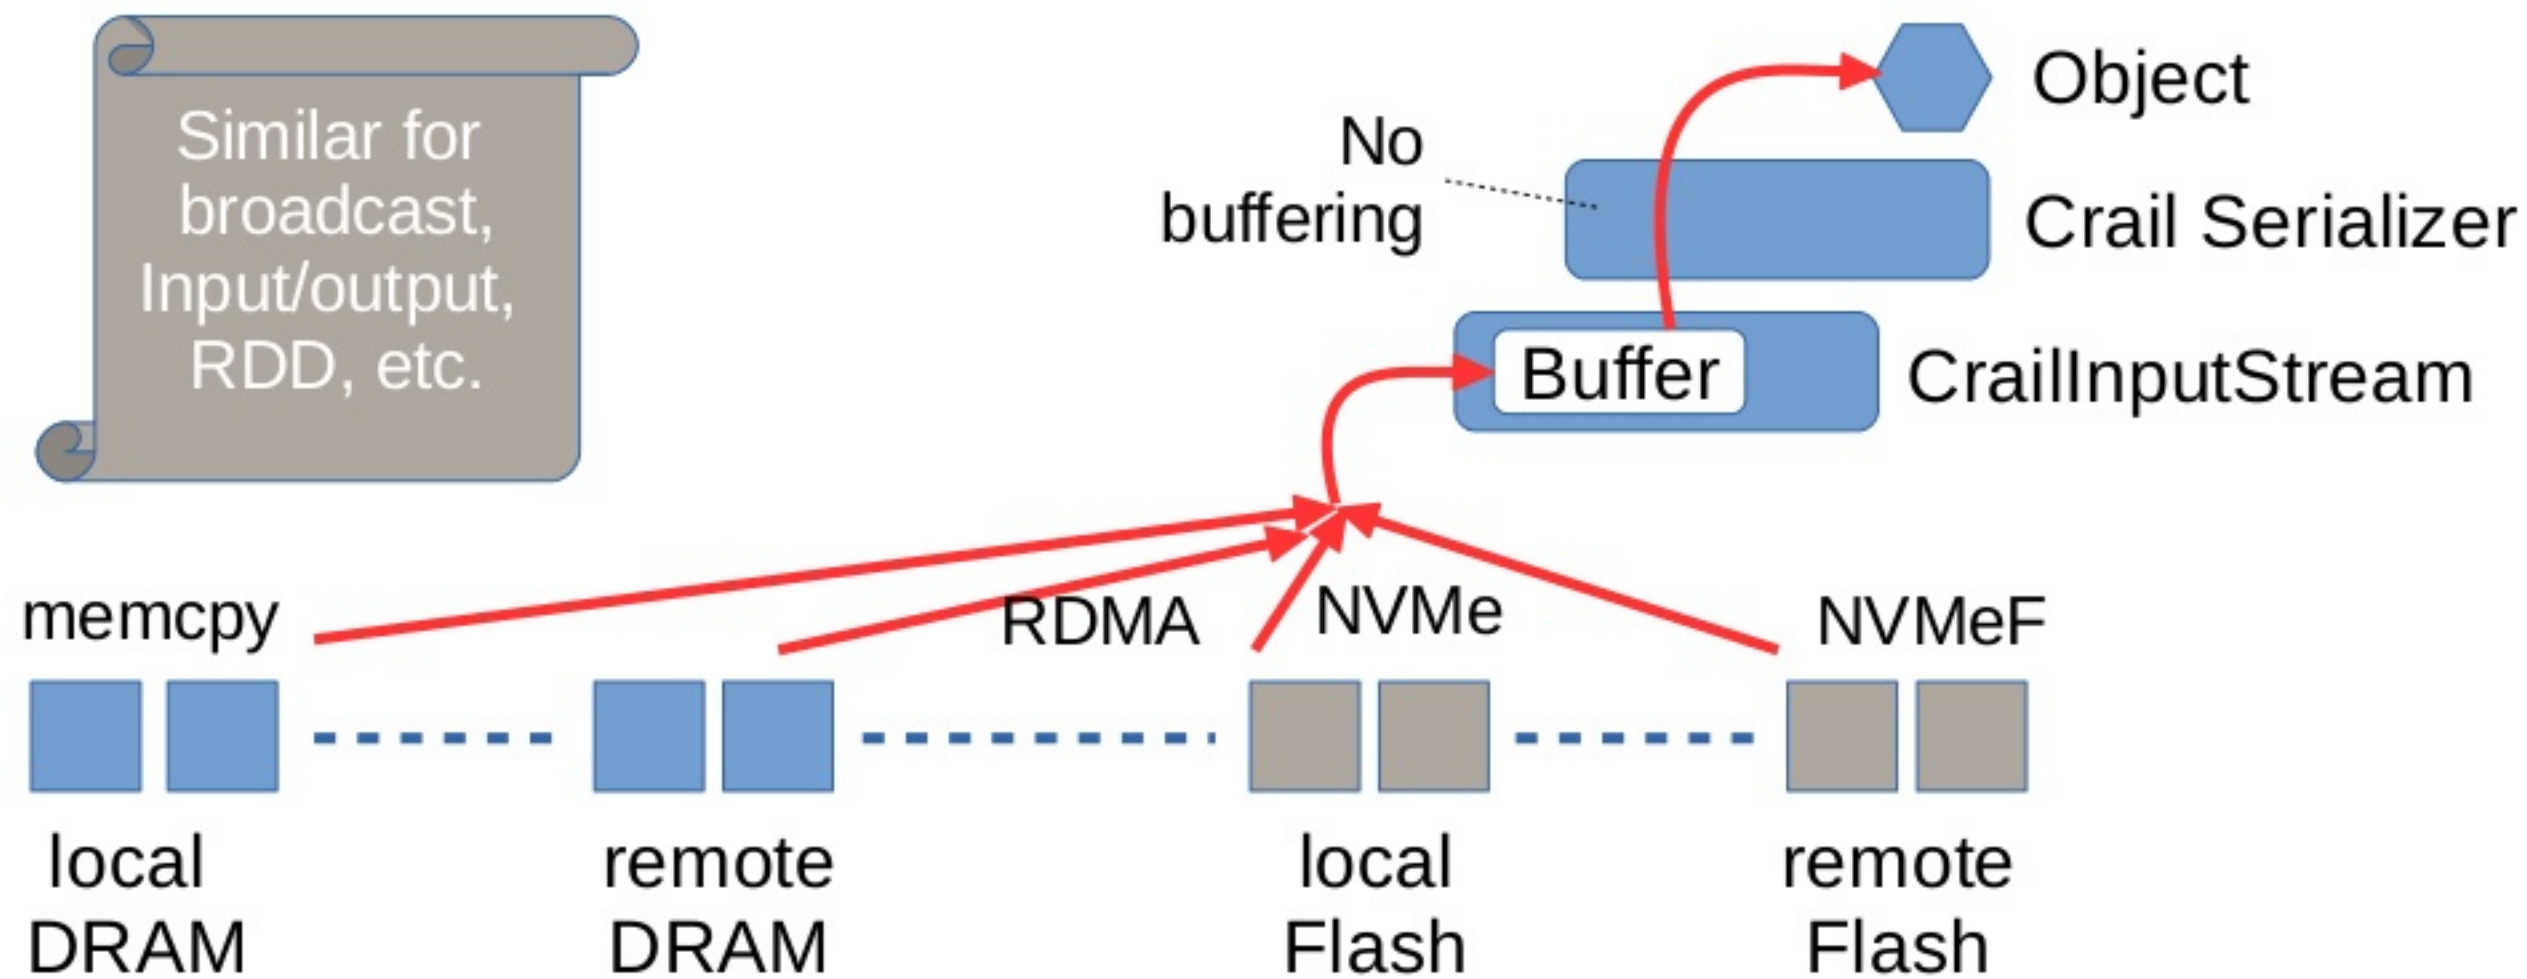 Similar for
broadcast,
Input/output,
RDD, etc.
Object
No
buffering
Crail Serializer
Buffer
CrailInputStream
memcpy
RDMA
NVMe
NVMeF
local
DRAM
remote
DRAM
local
Flash
remote
Flash